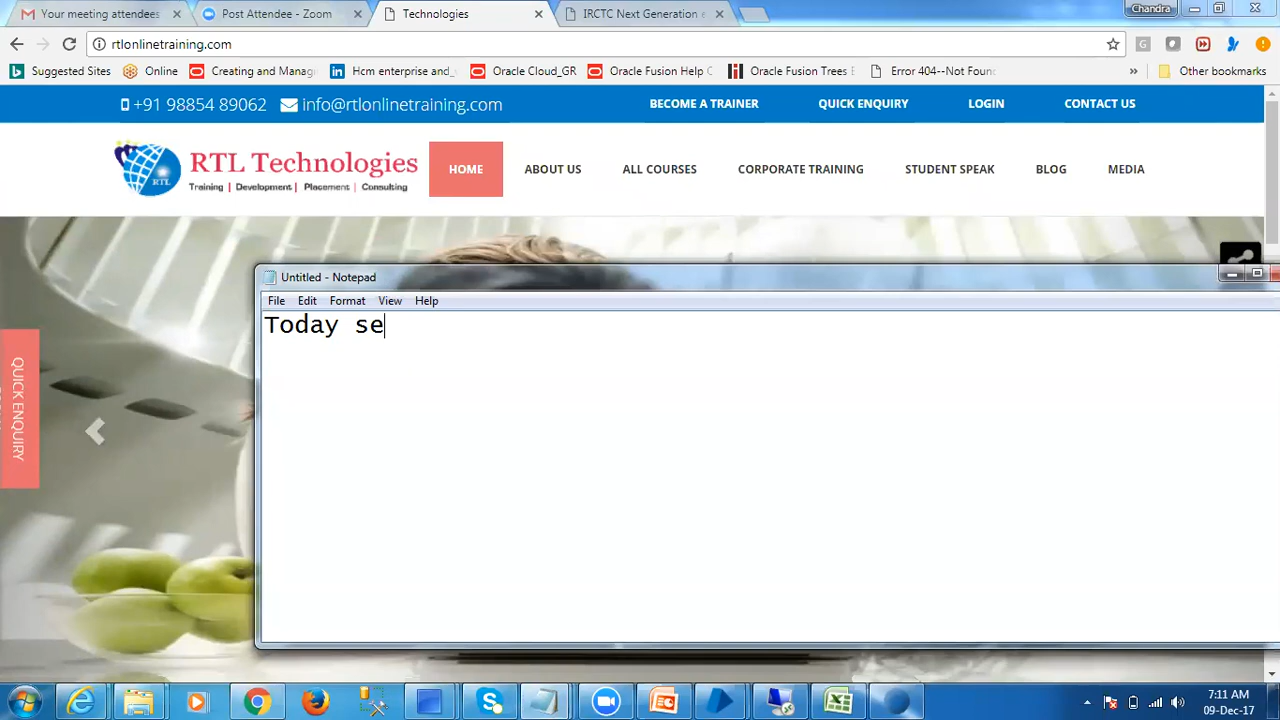 Your meeting attendees
Post Attendee - Zoom
Technologies
IRCTC Next Generation e
Chandra
rtlonlinetraining.com
Suggested Sites
Online
Creating and Manag
Hcm enterprise and_
Oracle Cloud_GR
Oracle Fusion Help C
Oracle Fusion Trees E
Error 404--Not Foun
»
Other bookmarks
+91 98854 89062
info@rtlonlinetraining.com
BECOME A TRAINER
QUICK ENQUIRY
LOGIN
CONTACT US
RTL
RTL Technologies
Training | Development | Placement | Consulting
HOME
ABOUT US
ALL COURSES
CORPORATE TRAINING
STUDENT SPEAK
BLOG
MEDIA
Untitled - Notepad
File Edit Format View Help
Today se
QUICK ENQUIRY
7:11 AM
09-Dec-17